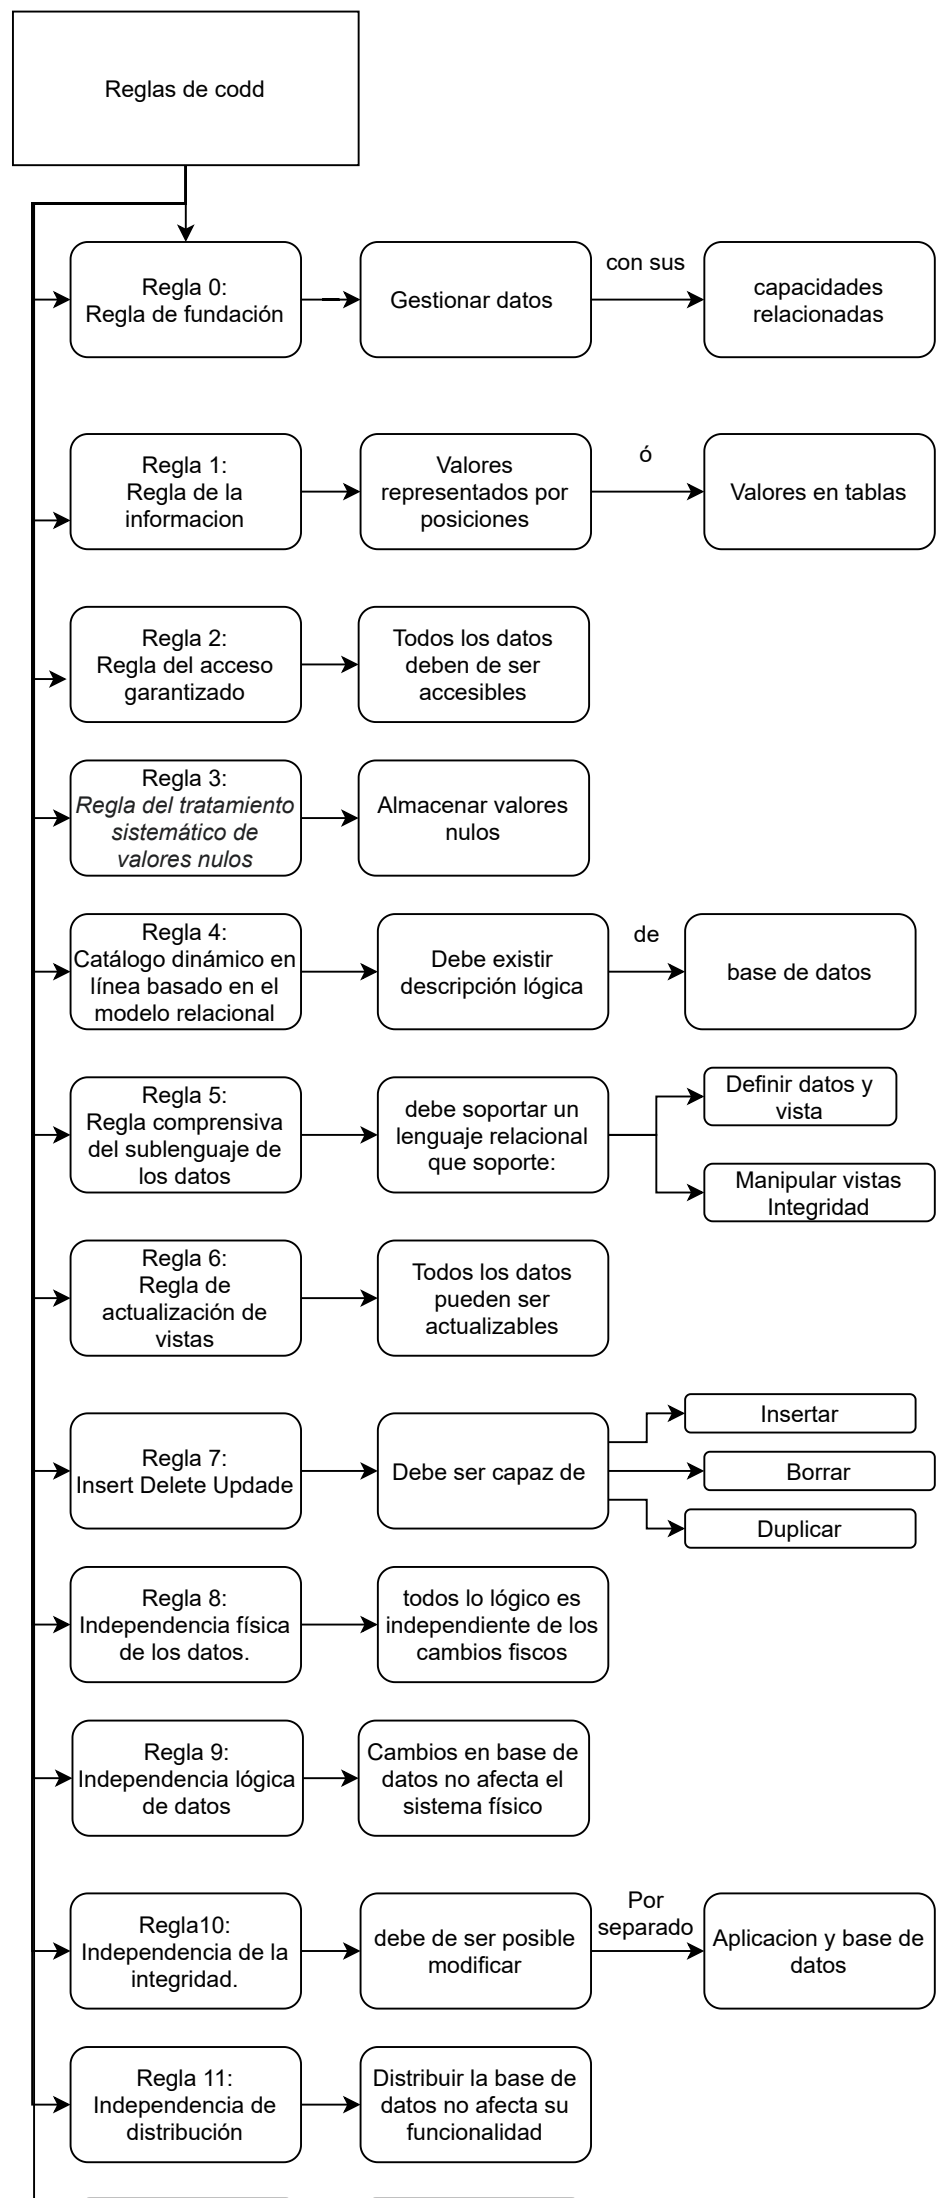 Reglas de codd
Regla 0:
Regla de fundación
Gestionar datos
con sus
capacidades
relacionadas
Regla 1:
Regla de la
informacion
Valores
representados por
posiciones
ó
Valores en tablas
Regla 2:
Regla del acceso
garantizado
Todos los datos
deben de ser
accesibles
Regla 3:
Regla del tratamiento
sistemático de
valores nulos
Almacenar valores
nulos
Regla 4:
Catálogo dinámico en
línea basado en el
modelo relacional
Debe existir
descripción lógica
de
base de datos
Regla 5:
Regla comprensiva
del sublenguaje de
los datos
debe soportar un
lenguaje relacional
que soporte:
Definir datos y
vista
Manipular vistas
Integridad
Regla 6:
Regla de
actualización de
vistas
Todos los datos
pueden ser
actualizables
Regla 7:
Insert Delete Updade
Debe ser capaz de
Insertar
Borrar
Duplicar
Regla 8:
Independencia física
de los datos.
todos lo lógico es
independiente de los
cambios fiscos
Regla 9:
Independencia lógica
de datos
Cambios en base de
datos no afecta el
sistema físico
Regla10:
Independencia de la
integridad.
debe de ser posible
modificar
Por
separado
Aplicacion y base de
datos
Regla 11:
Independencia de
distribución
Distribuir la base de
datos no afecta su
funcionalidad